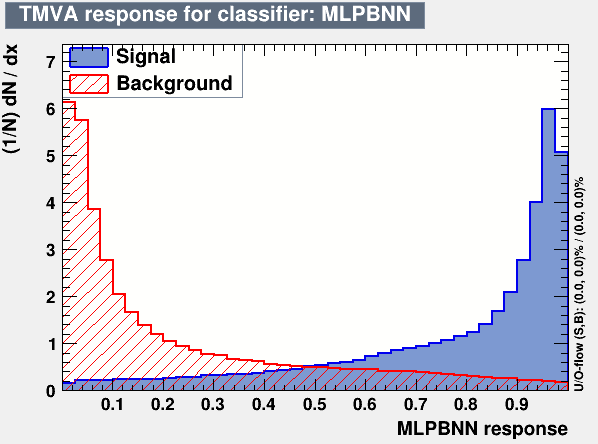 TMVA response for classifier: MLPBNN
(1/N) dN / dx
Signal
Background
7
6
5
4
3
2
1
0
0.1 0.2 0.3 0.4 0.5 0.6 0.7 0.8 0.9
MLPBNN response
U/O-flow (S,B): (0.0, 0.0)% / (0.0, 0.0)%